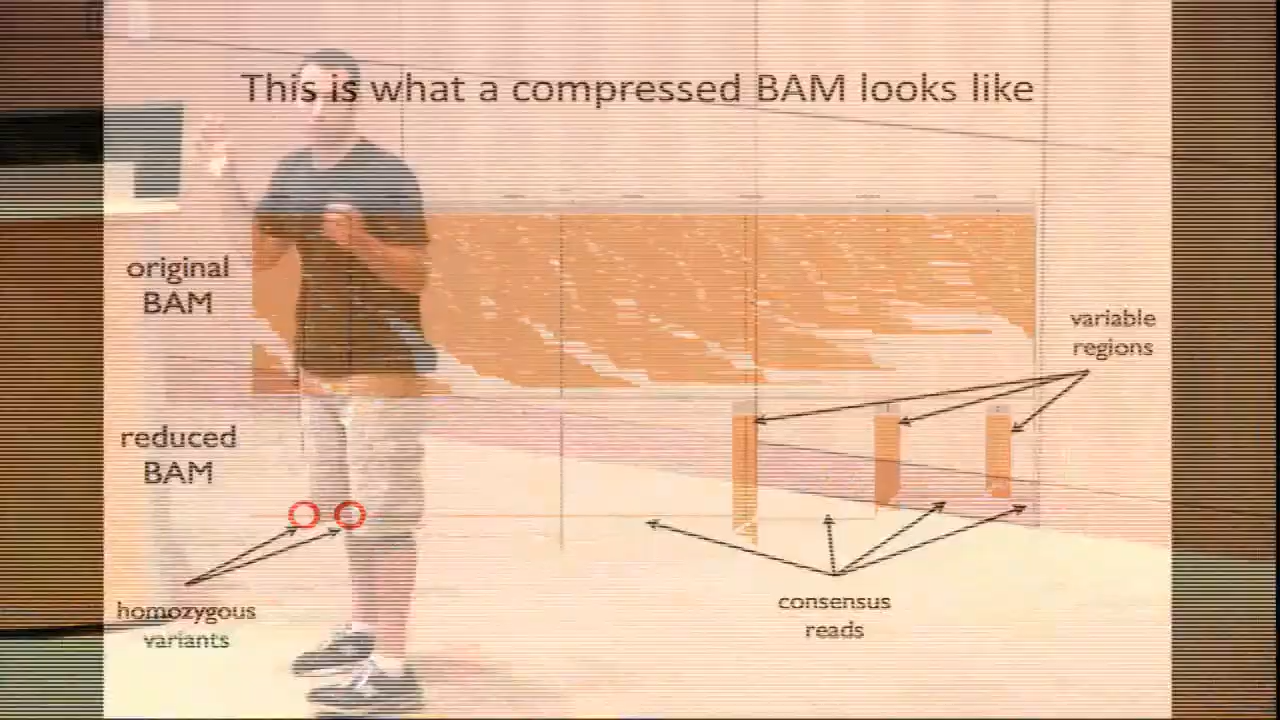 This is what a compressed BAM looks like
original
BAM
variable
regions
reduced
BAM
homozygous
variants
consensus
reads